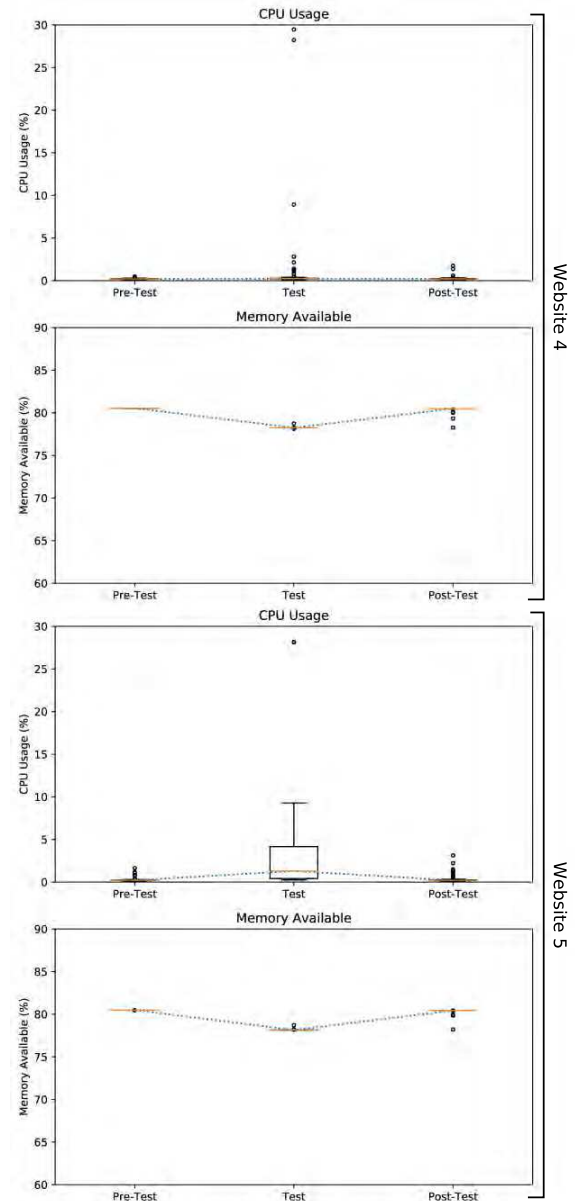 CPU Usage
30
25
20
15
10
5
0
CPU Usage (%)
Pre-Test Test Post-Test
Memory Available
90
85
80
75
70
65
60
Memory Available (%)
Pre-Test Test Post-Test
Website 4
CPU Usage
30
25
20
15
10
5
0
CPU Usage (%)
Pre-Test Test Post-Test
Memory Available
90
85
80
75
70
65
60
Memory Available (%)
Pre-Test Test Post-Test
Website 5